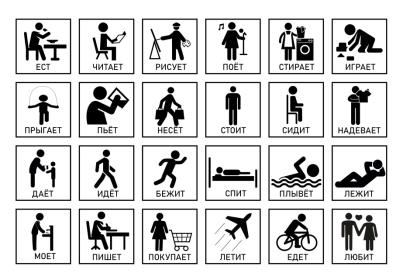 ЕСТ ЧИТАЕТ РИСУЕТ ПОЁТ СТИРАЕТ ИГРАЕТ
ПРЫГАЕТ ПЬЁТ НЕСЁТ СТОИТ СИДИТ НАДЕВАЕТ
ДАЁТ ИДЁТ БЕЖИТ СПИТ ПЛЫВЁТ ЛЕЖИТ
МОЕТ ПИШЕТ ПОКУПАЕТ ЛЕТИТ ЕДЕТ ЛЮБИТ